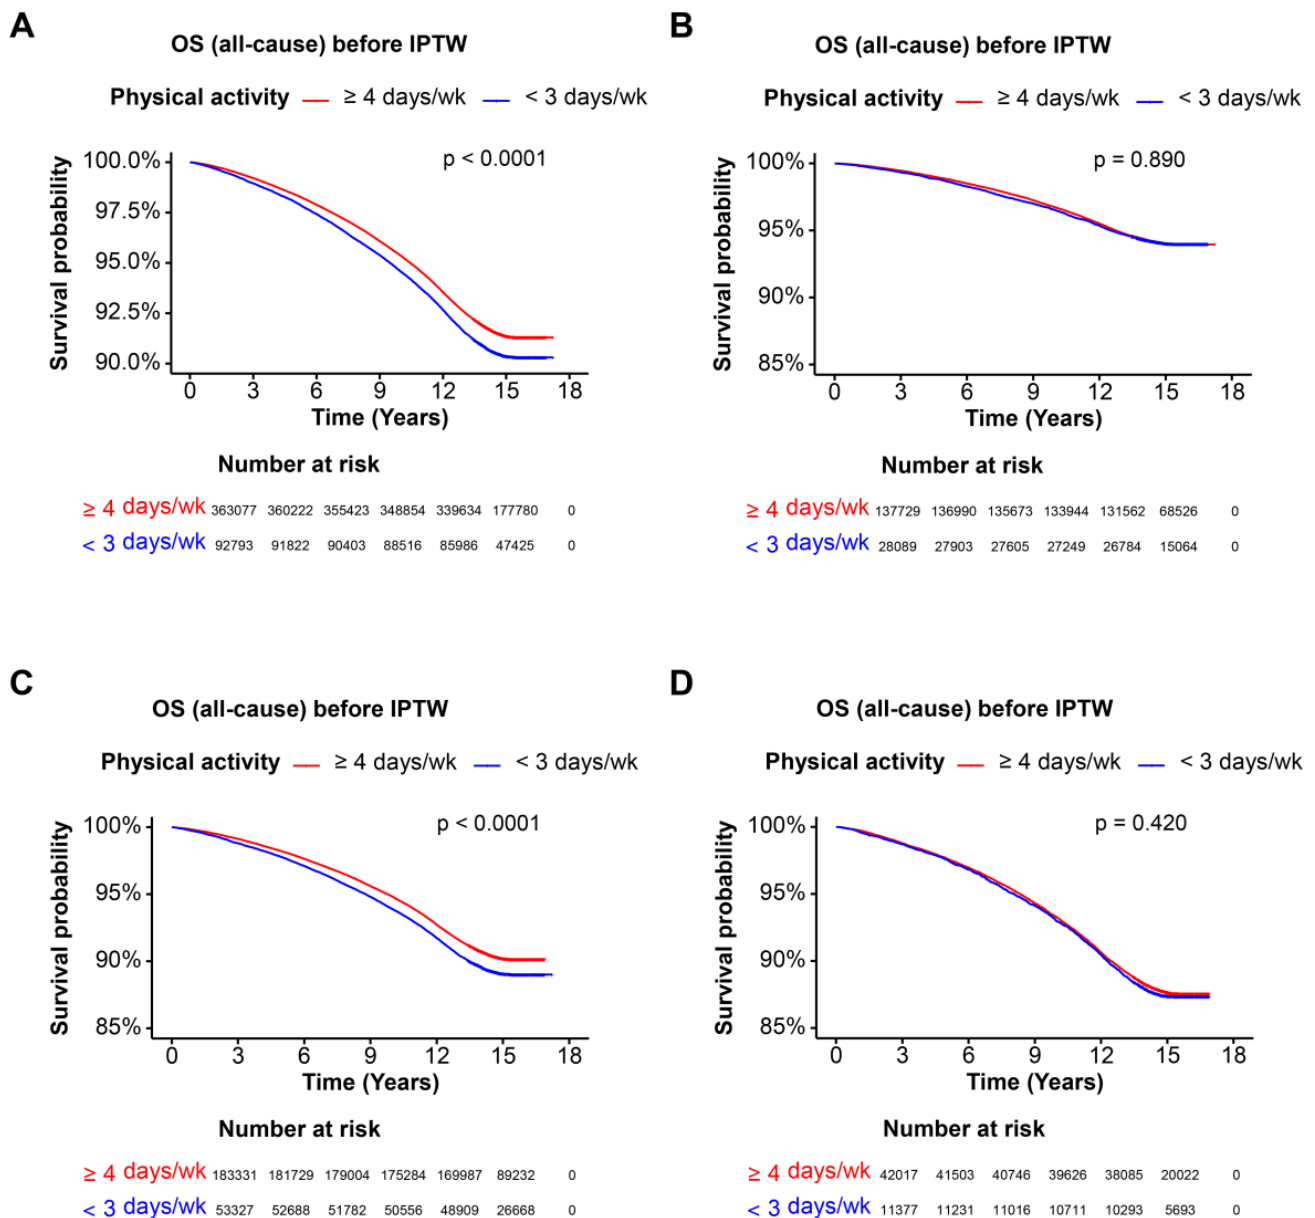 A
OS (all-cause) before IPTW
Physical activity ≥ 4 days/wk < 3 days/wk
p < 0.0001
Survival probability
100.0%
97.5%
95.0%
92.5%
90.0%
0 3 6 9 12 15 18
Time (Years)
Number at risk
≥ 4 days/wk 363077 360222 355423 348854 339634 177780 0
< 3 days/wk 92793 91822 90403 88516 85986 47425 0
B
OS (all-cause) before IPTW
Physical activity ≥ 4 days/wk < 3 days/wk
p = 0.890
Survival probability
100%
95%
90%
85%
0 3 6 9 12 15 18
Time (Years)
Number at risk
≥ 4 days/wk 137729 136990 135673 133944 131562 68526 0
< 3 days/wk 28089 27903 27605 27249 26784 15064 0
C
OS (all-cause) before IPTW
Physical activity ≥ 4 days/wk < 3 days/wk
p < 0.0001
Survival probability
100%
95%
90%
85%
0 3 6 9 12 15 18
Time (Years)
Number at risk
≥ 4 days/wk 183331 181729 179004 175284 169987 89232 0
< 3 days/wk 53327 52688 51782 50556 48909 26668 0
D
OS (all-cause) before IPTW
Physical activity ≥ 4 days/wk < 3 days/wk
p = 0.420
Survival probability
100%
95%
90%
85%
0 3 6 9 12 15 18
Time (Years)
Number at risk
≥ 4 days/wk 42017 41503 40746 39626 38085 20022 0
< 3 days/wk 11377 11231 11016 10711 10293 5693 0